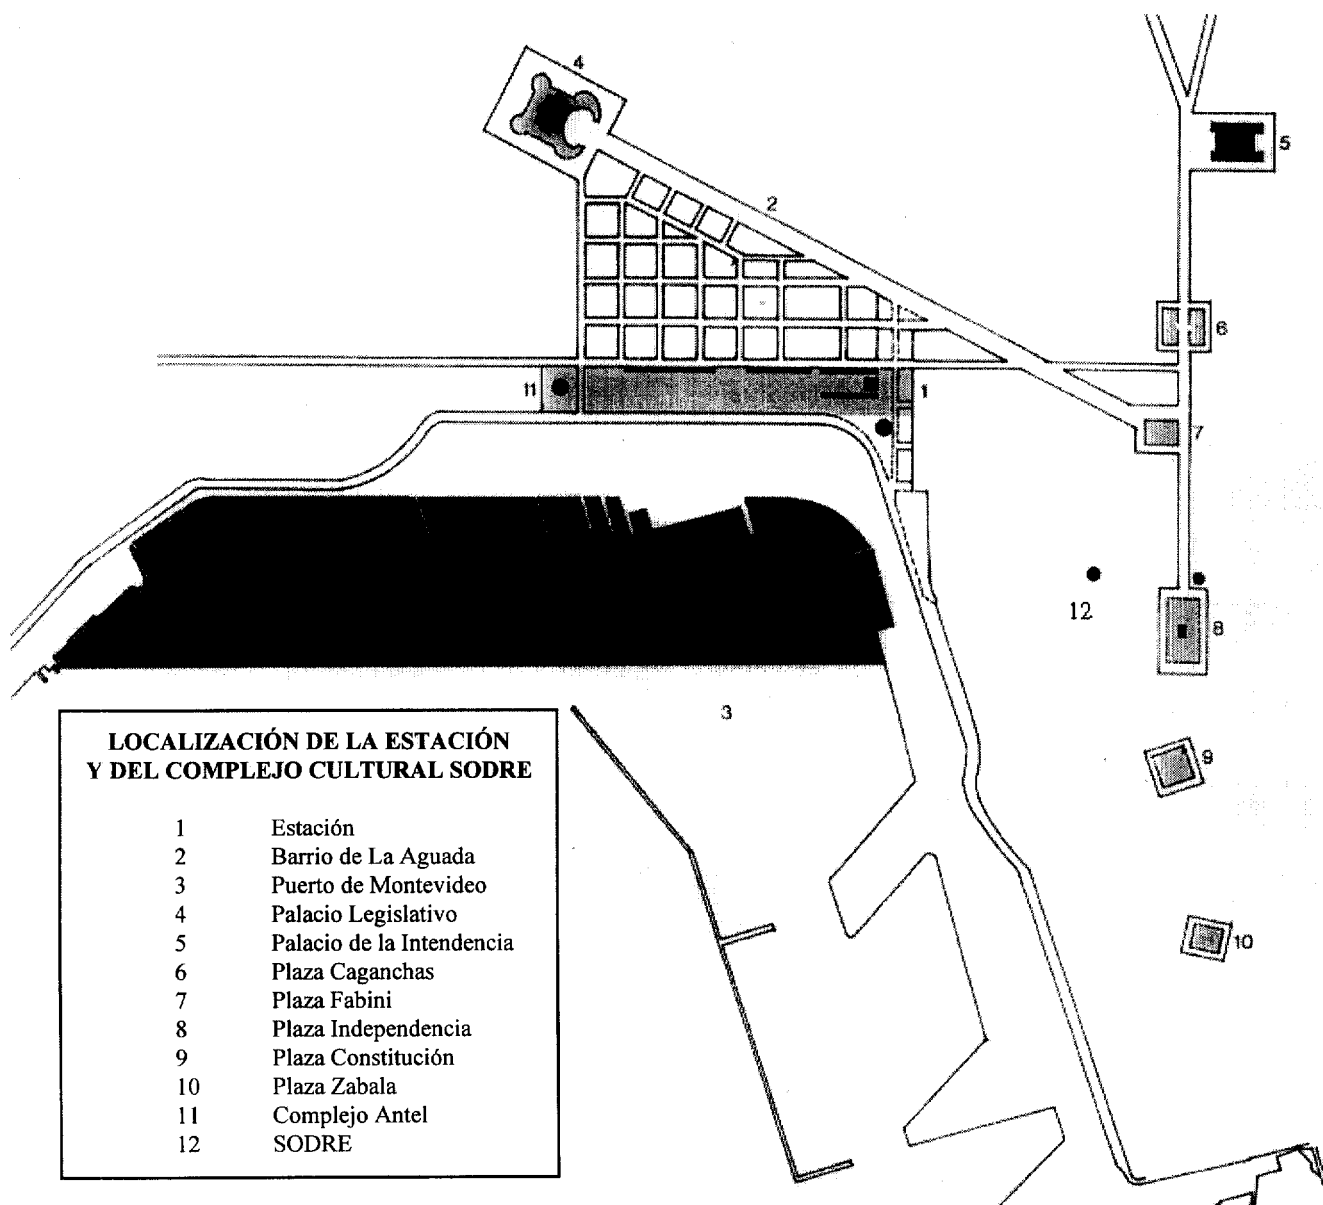 4
5
2
6
11
1
7
12
8
3
9
10
LOCALIZACIÓN DE LA ESTACIÓN
Y DEL COMPLEJO CULTURAL SODRE
1 Estación
2 Barrio de La Aguada
3 Puerto de Montevideo
4 Palacio Legislativo
5 Palacio de la Intendencia
6 Plaza Caganchas
7 Plaza Fabini
8 Plaza Independencia
9 Plaza Constitución
10 Plaza Zabala
11 Complejo Antel
12 SODRE